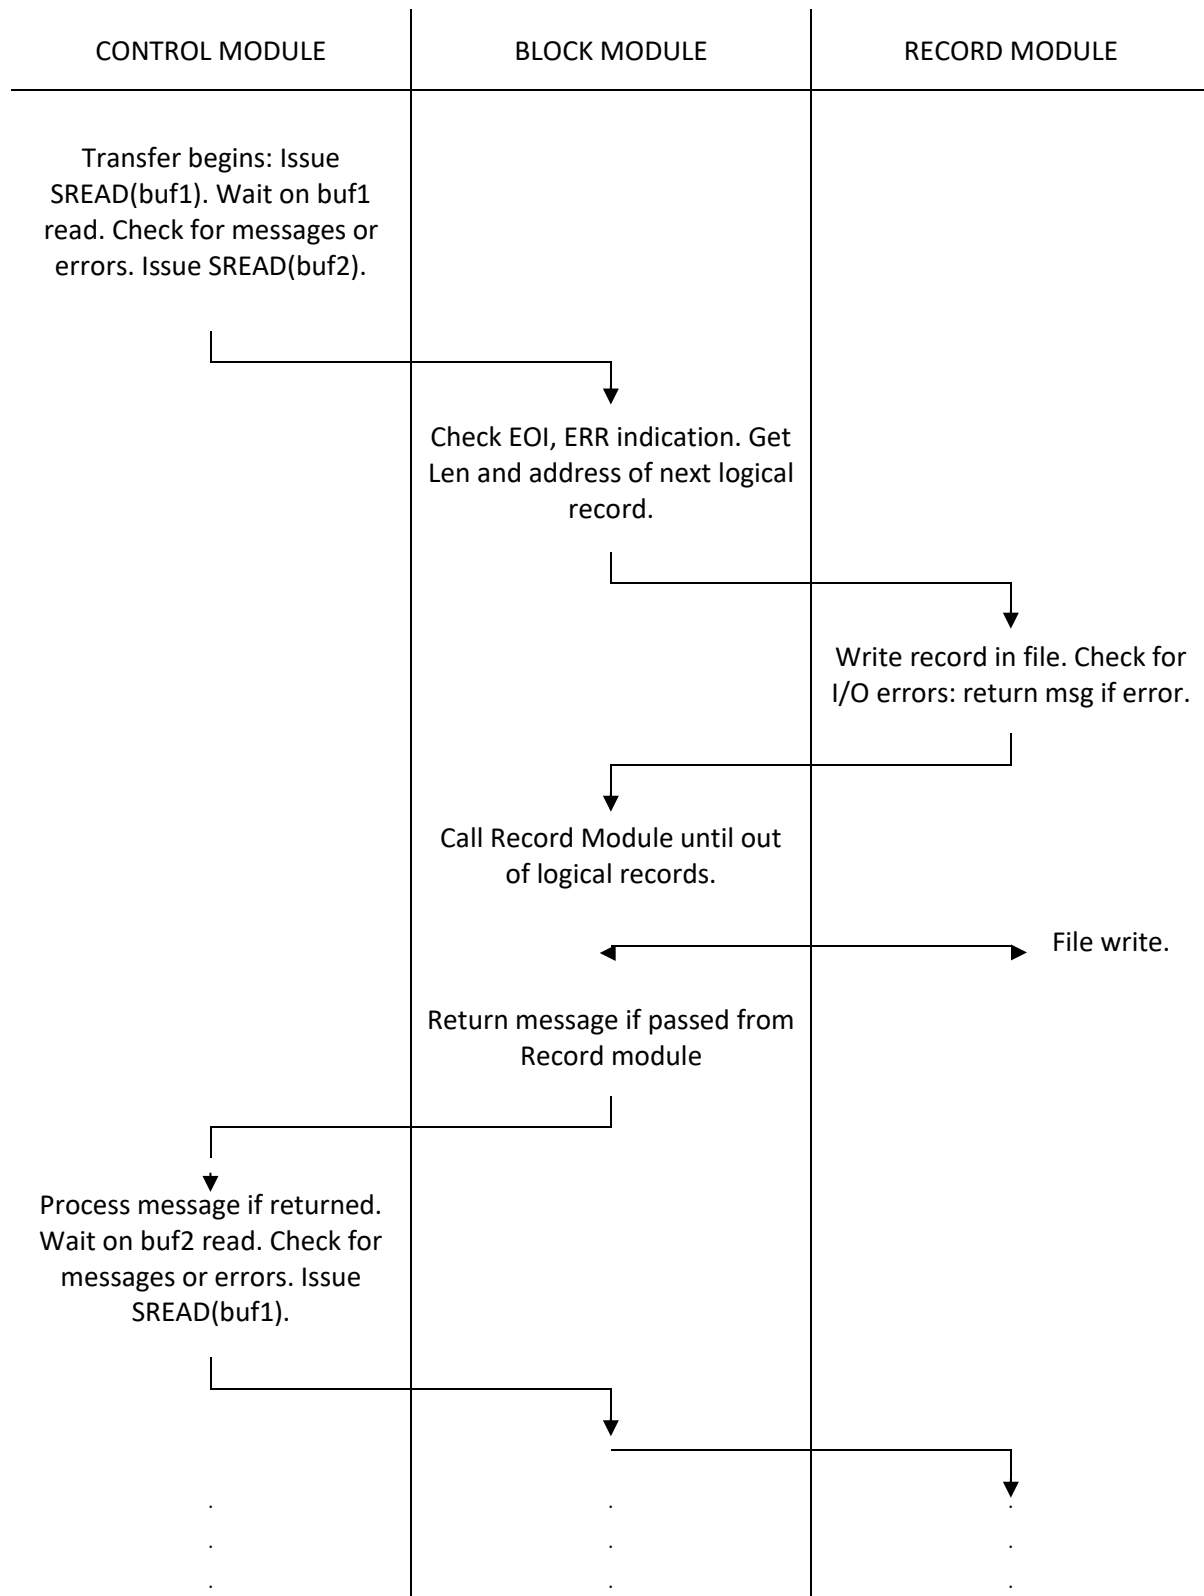 CONTROL MODULE
BLOCK MODULE
RECORD MODULE
Transfer begins: Issue
SREAD(buf1). Wait on buf1
read. Check for messages or
errors. Issue SREAD(buf2).
Check EOI, ERR indication. Get
Len and address of next logical
record.
Write record in file. Check for
I/O errors: return msg if error.
Call Record Module until out
of logical records.
File write.
Return message if passed from
Record module
Process message if returned.
Wait on buf2 read. Check for
messages or errors. Issue
SREAD(buf1).
. . .
. . .
. . .